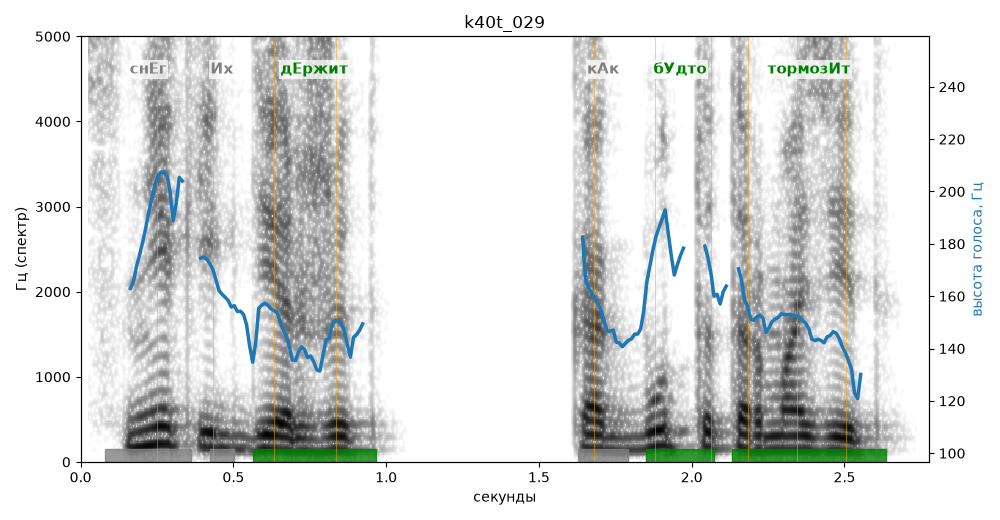 k40t_029
5000
4000
3000
2000
1000
0
Гц (спектр)
снЕг Их дЕржит кАк бУдто тормозИт
240
220
200
180
160
140
120
100
высота голоса, Гц
0.0 0.5 1.0 1.5 2.0 2.5
секунды